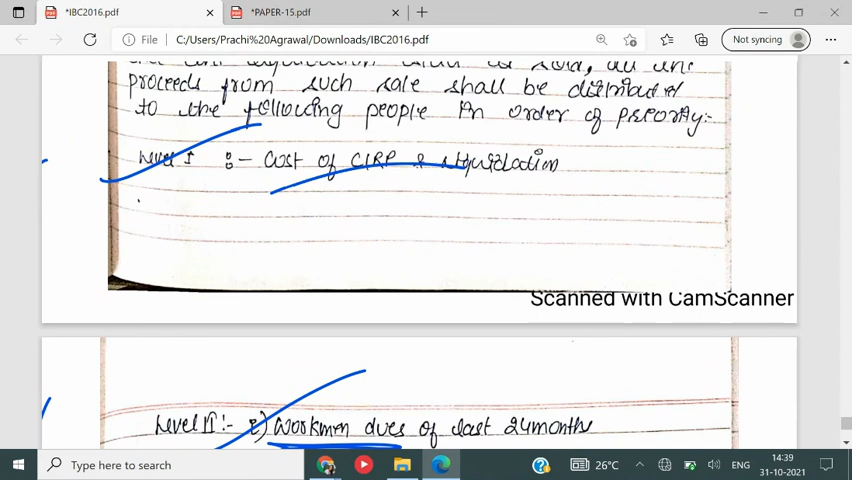 *IBC2016.pdf
*PAPER-15.pdf
File C:/Users/Prachi%20Agrawal/Downloads/IBC2016.pdf
Not syncing
proceeds from such sale shall be distributed
to the following people in order of priority:-
Level I :- Cost of CIRP & liquidation
Scanned with CamScanner
Level II :- i) Workmen dues of last 24 months
Type here to search
26°C
ENG
14:39
31-10-2021